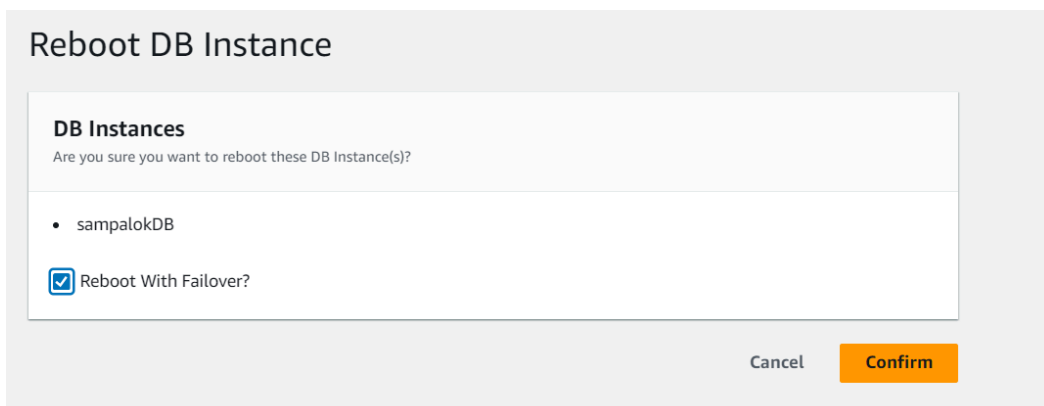 Reboot DB Instance
DB Instances
Are you sure you want to reboot these DB Instance(s)?
• sampalokDB
Reboot With Failover?
Cancel
Confirm